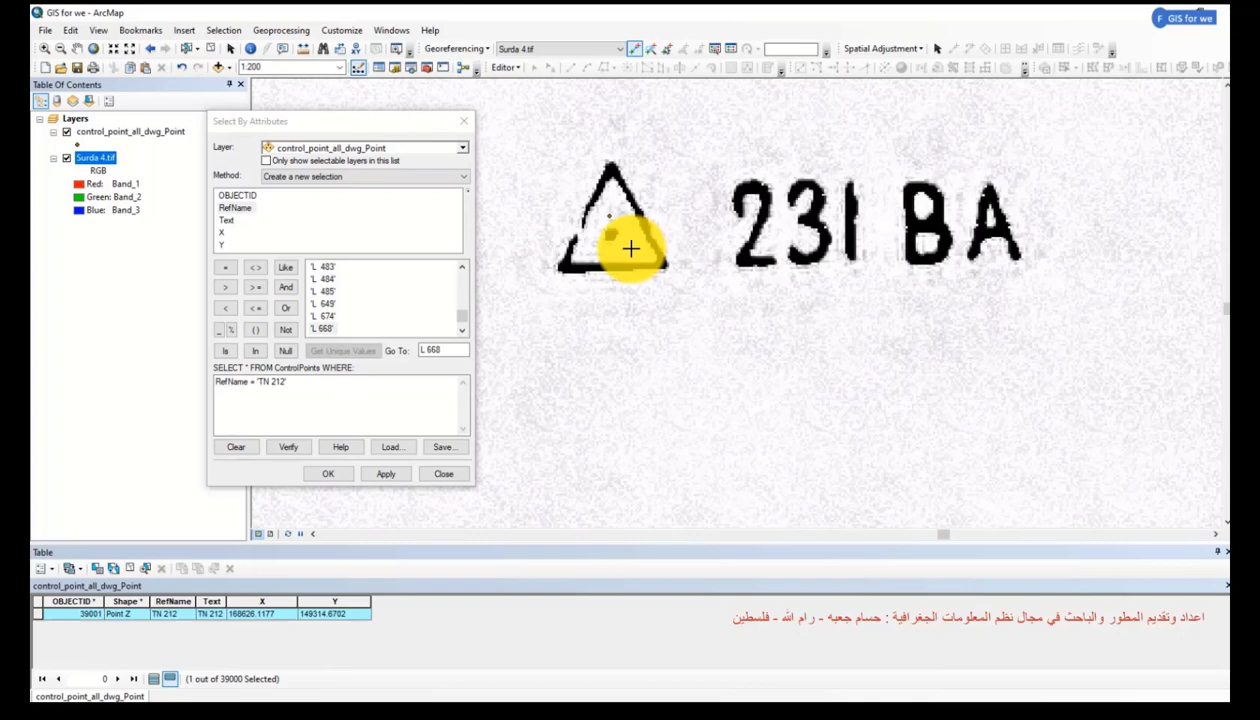 GIS for we - ArcMap
F GIS for we
File Edit View Bookmarks Insert Selection Geoprocessing Customize Windows Help
Georeferencing Surda 4.tif Spatial Adjustment
1:200 Editor
Table Of Contents
Layers
control_point_all_dwg_Point
Surda 4.tif
RGB
Red: Band_1
Green: Band_2
Blue: Band_3
Select By Attributes
Layer: control_point_all_dwg_Point
Only show selectable layers in this list
Method: Create a new selection
OBJECTID
RefName
Text
X
Y
= < > Like
> > = And
< < = Or
_ % ( ) Not
Is In Null
'L 483'
'L 484'
'L 485'
'L 649'
'L 674'
'L 668'
Get Unique Values Go To: L 668
SELECT * FROM ControlPoints WHERE:
RefName = 'TN 212'
Clear Verify Help Load... Save...
OK Apply Close
231 BA
Table
control_point_all_dwg_Point
OBJECTID * Shape * RefName Text X Y
39001 Point Z TN 212 TN 212 168626.1177 149314.6702
اعداد وتقديم المطور والباحث في مجال نظم المعلومات الجغرافية : حسام جعبه - رام الله - فلسطين
0 (1 out of 39000 Selected)
control_point_all_dwg_Point